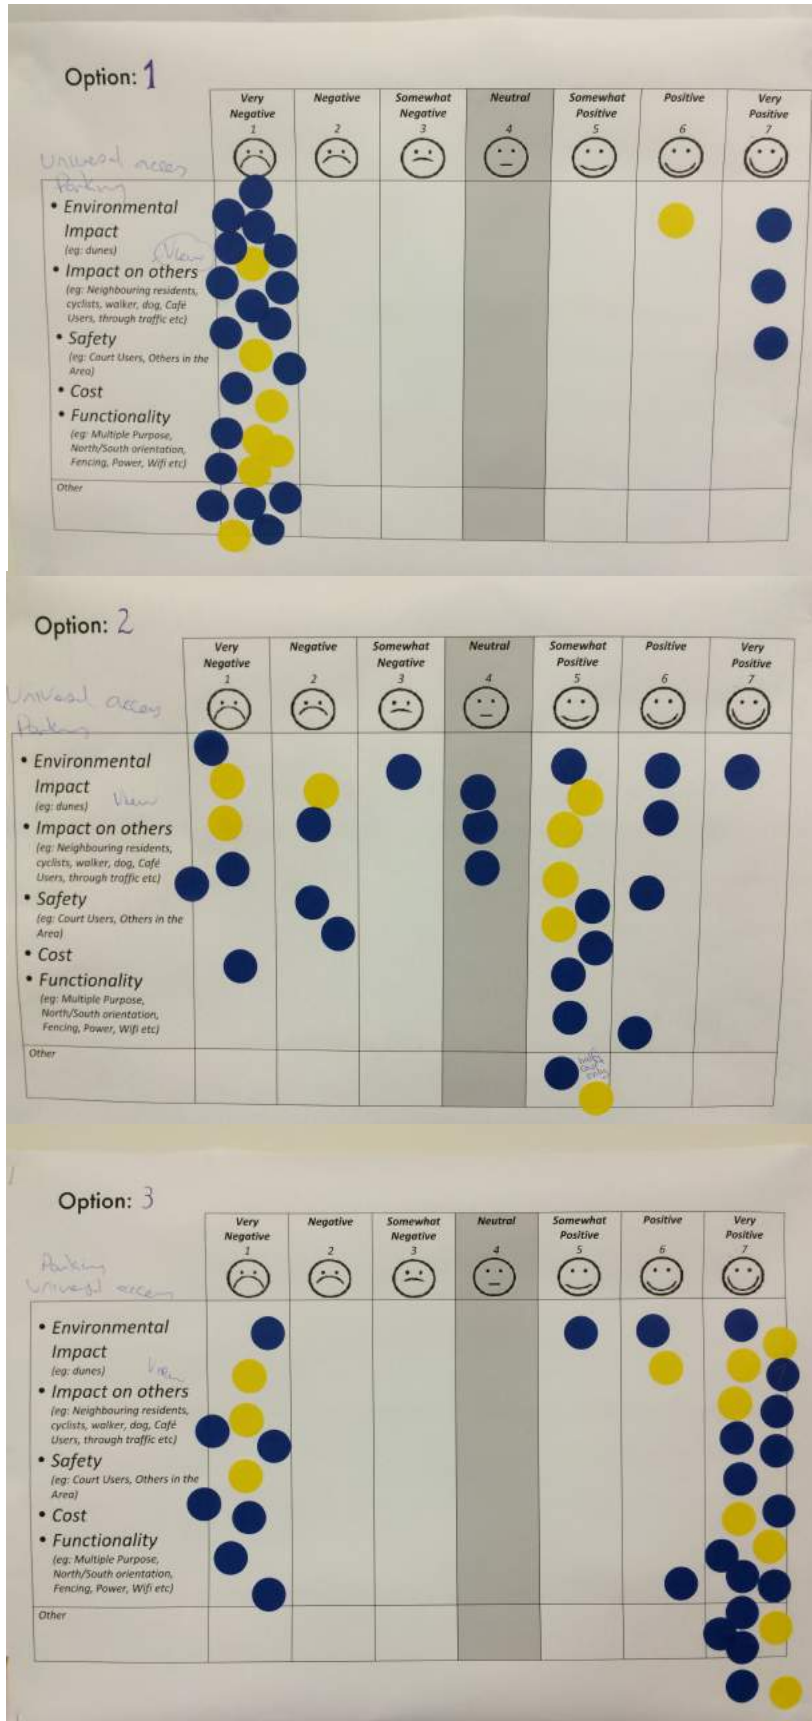 Option: 1
Very Negative Negative Somewhat Negative Neutral Somewhat Positive Positive Very Positive
1 2 3 4 5 6 7
Universal access
Parking
• Environmental
Impact
(eg: dunes) View
• Impact on others
(eg: Neighbouring residents,
cyclists, walker, dog, Café
Users, through traffic etc)
• Safety
(eg: Court Users, Others in the
Area)
• Cost
• Functionality
(eg: Multiple Purpose,
North/South orientation,
Fencing, Power, Wifi etc)
Other
Option: 2
Very Negative Negative Somewhat Negative Neutral Somewhat Positive Positive Very Positive
1 2 3 4 5 6 7
Universal access
Parking
• Environmental
Impact
(eg: dunes) View
• Impact on others
(eg: Neighbouring residents,
cyclists, walker, dog, Café
Users, through traffic etc)
• Safety
(eg: Court Users, Others in the
Area)
• Cost
• Functionality
(eg: Multiple Purpose,
North/South orientation,
Fencing, Power, Wifi etc)
Other
Option: 3
Very Negative Negative Somewhat Negative Neutral Somewhat Positive Positive Very Positive
1 2 3 4 5 6 7
Parking
Universal access
• Environmental
Impact
(eg: dunes) View
• Impact on others
(eg: Neighbouring residents,
cyclists, walker, dog, Café
Users, through traffic etc)
• Safety
(eg: Court Users, Others in the
Area)
• Cost
• Functionality
(eg: Multiple Purpose,
North/South orientation,
Fencing, Power, Wifi etc)
Other